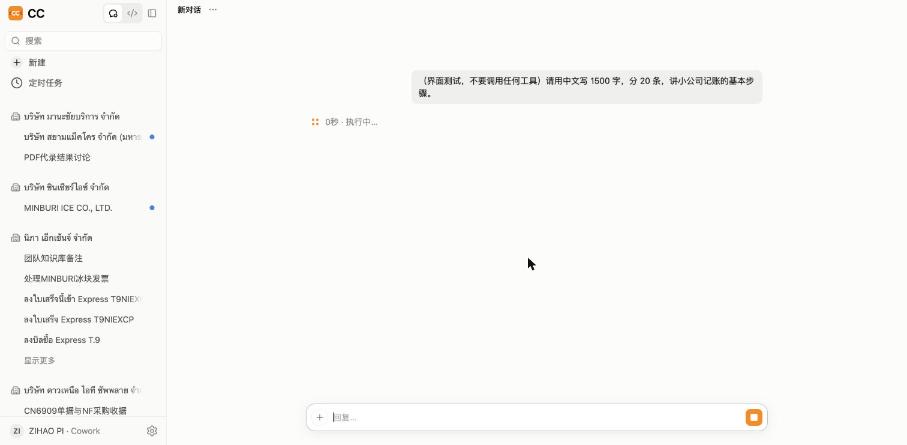 CC CC
</>
搜索
新建
定时任务
บริษัท มานะชัยบริการ จำกัด
บริษัท สยามแม็คโคร จำกัด (มหา
PDF代录结果讨论
บริษัท ชินเชียร์ไอซ์ จำกัด
MINBURI ICE CO., LTD.
นิภา เอ็กเซ็นจ์ จำกัด
团队知识库备注
处理MINBURI冰块发票
ลงใบเสร็จนี้เข้า Express T9NIEX
ลงใบเสร็จ Express T9NIEXCP
ลงบิลซื้อ Express T.9
显示更多
บริษัท ดาวเหนือ ไอที ซัพพลาย
CN6909单据与NF采购收据
ZI ZIHAO PI · Cowork
新对话 ···
（界面测试，不要调用任何工具）请用中文写 1500 字，分 20 条，讲小公司记账的基本步
骤。
0秒 · 执行中...
回复...